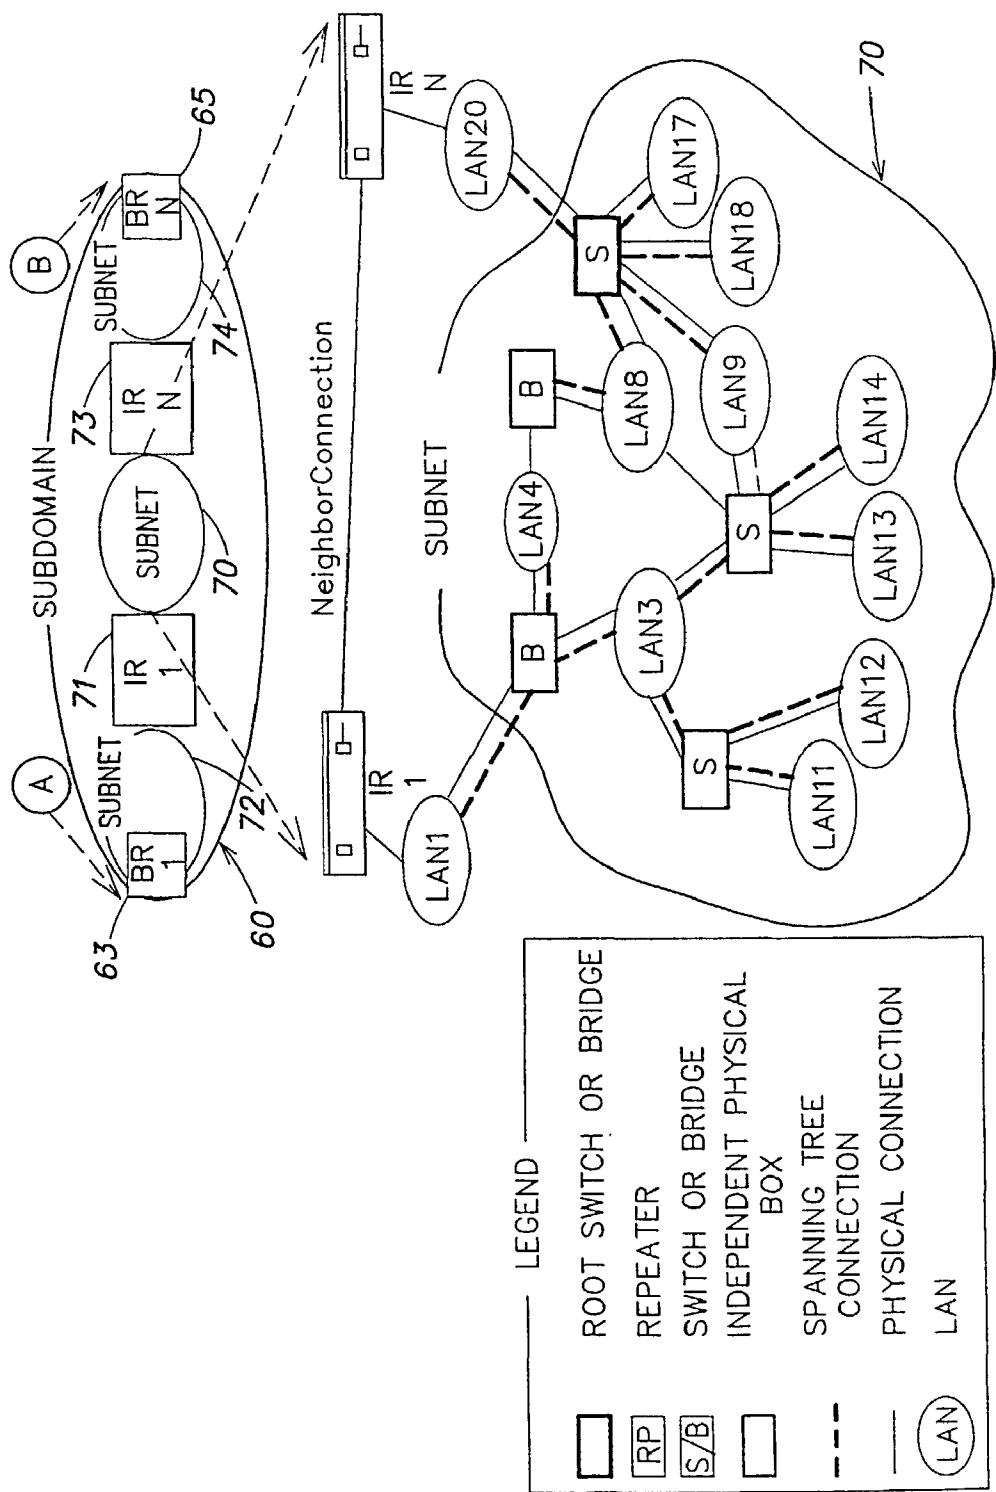 SUBDOMAIN
A
B
63
BR
1
SUBNET
72
60
71
IR
1
SUBNET
70
73
IR
N
SUBNET
74
BR
N
65
NeighborConnection
IR
1
IR
N
LAN1
LAN20
SUBNET
70
B
LAN4
B
S
LAN3
LAN8
LAN9
LAN17
LAN18
S
S
LAN11
LAN12
LAN13
LAN14
LEGEND
ROOT SWITCH OR BRIDGE
RP REPEATER
S/B SWITCH OR BRIDGE
INDEPENDENT PHYSICAL
BOX
SPANNING TREE
CONNECTION
PHYSICAL CONNECTION
LAN LAN